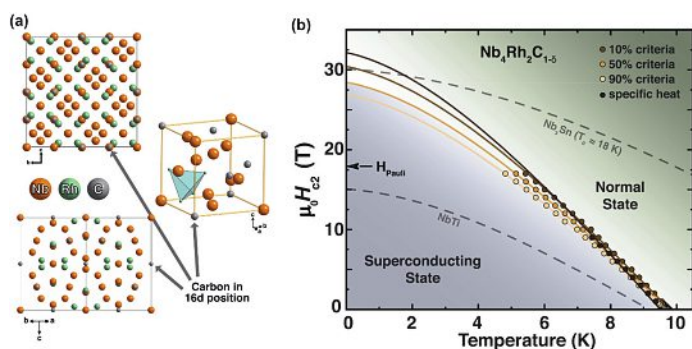 (a)
Nb
Rh
C
Carbon in
16d position
b
a
c
(b)
Nb₄Rh₂C₁₋δ
10% criteria
50% criteria
90% criteria
specific heat
Nb₃Sn (Tc ≈ 18 K)
H Pauli
NbTi
Normal
State
Superconducting
State
μ₀Hc2 (T)
30
20
10
0
0
2
4
6
8
10
Temperature (K)